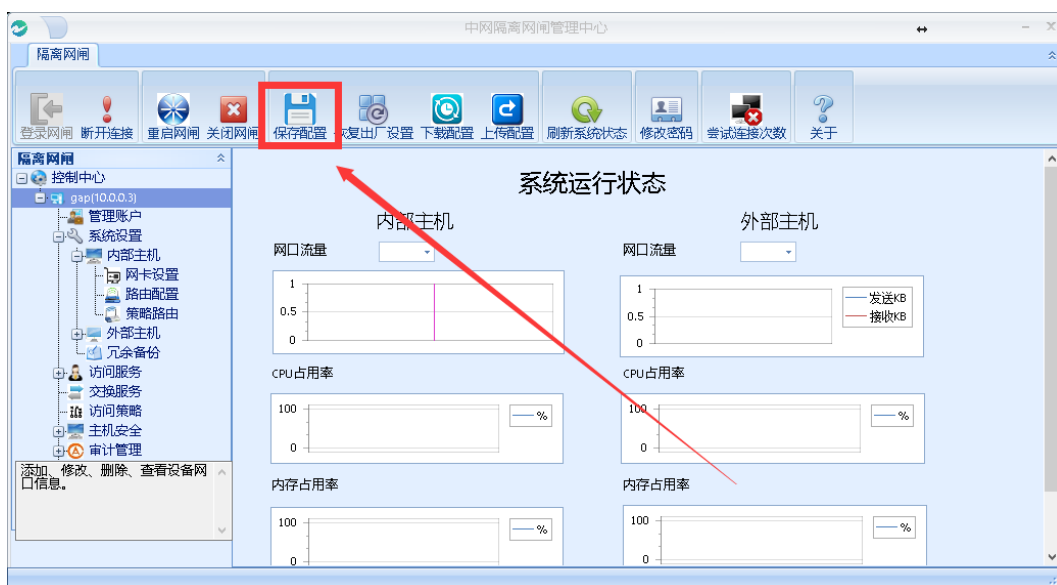 中网隔离网闸管理中心
隔离网闸
登录网闸 断开连接 重启网闸 关闭网闸 保存配置 恢复出厂设置 下载配置 上传配置 刷新系统状态 修改密码 尝试连接次数 关于
隔离网闸
控制中心
gap(10.0.0.3)
管理账户
系统设置
内部主机
网卡设置
路由配置
策略路由
外部主机
冗余备份
访问服务
交换服务
访问策略
主机安全
审计管理
添加、修改、删除、查看设备网
口信息。
系统运行状态
内部主机
网口流量
1
0.5
0
CPU占用率
100
%
0
内存占用率
100
%
0
外部主机
网口流量
1
发送KB
0.5
接收KB
0
CPU占用率
100
%
0
内存占用率
100
%
0